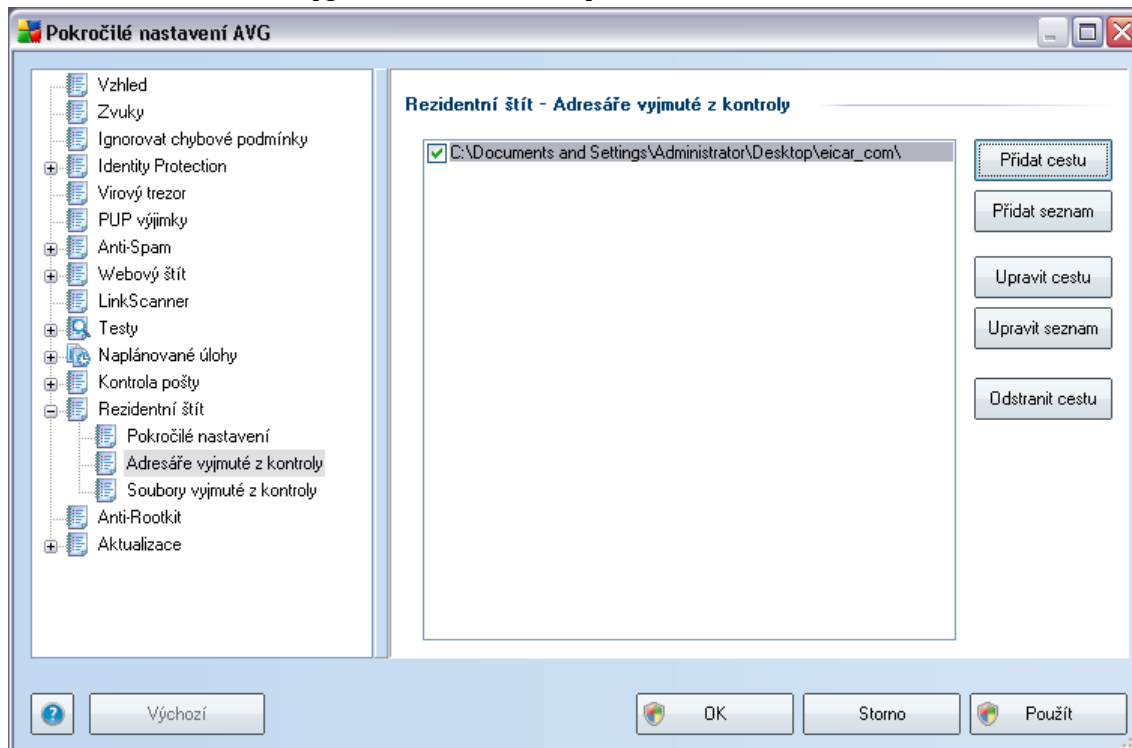 Pokročilé nastavení AVG
Vzhled
Zvuky
Ignorovat chybové podmínky
Identity Protection
Virový trezor
PUP výjimky
Anti-Spam
Webový štít
LinkScanner
Testy
Naplánované úlohy
Kontrola pošty
Rezidentní štít
Pokročilé nastavení
Adresáře vyjmuté z kontroly
Soubory vyjmuté z kontroly
Anti-Rootkit
Aktualizace
Rezidentní štít - Adresáře vyjmuté z kontroly
C:\Documents and Settings\Administrator\Desktop\eicar_com\
Přidat cestu
Přidat seznam
Upravit cestu
Upravit seznam
Odstranit cestu
Výchozí
OK
Storno
Použít